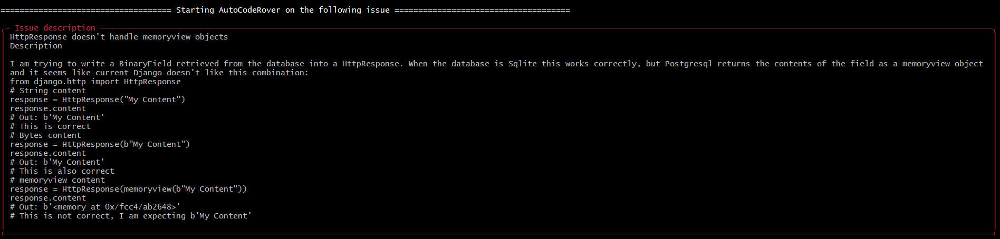 ==================================== Starting AutoCodeRover on the following issue =====================================
Issue description
HttpResponse doesn't handle memoryview objects
Description
I am trying to write a BinaryField retrieved from the database into a HttpResponse. When the database is Sqlite this works correctly, but Postgresql returns the contents of the field as a memoryview object
and it seems like current Django doesn't like this combination:
from django.http import HttpResponse
# String content
response = HttpResponse("My Content")
response.content
# Out: b'My Content'
# This is correct
# Bytes content
response = HttpResponse(b"My Content")
response.content
# Out: b'My Content'
# This is also correct
# memoryview content
response = HttpResponse(memoryview(b"My Content"))
response.content
# Out: b'<memory at 0x7fcc47ab2648>'
# This is not correct, I am expecting b'My Content'